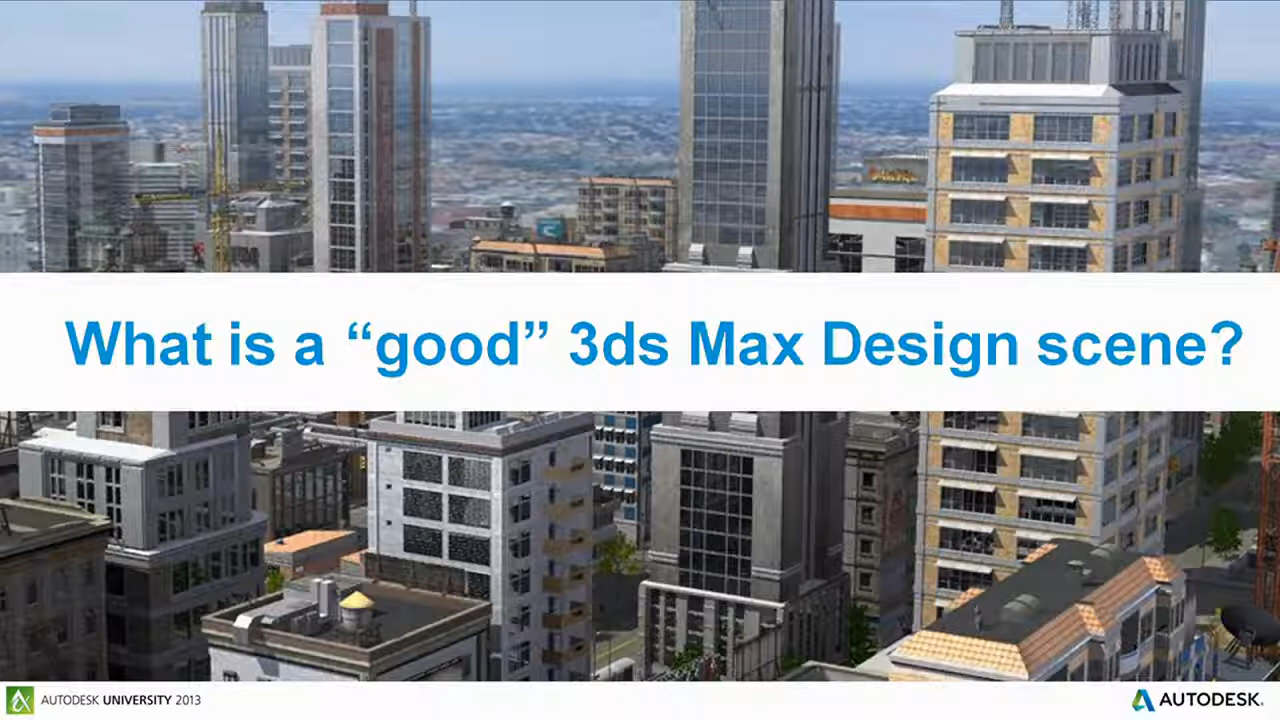 What is a “good” 3ds Max Design scene?
AUTODESK UNIVERSITY 2013
AUTODESK.